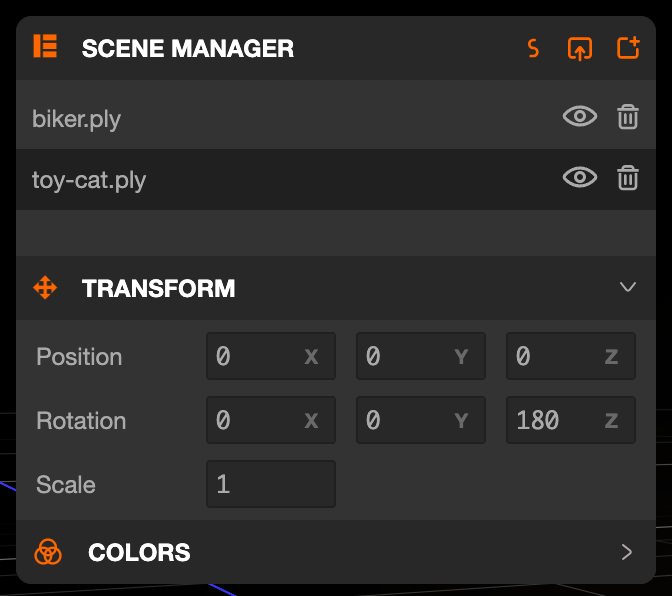 SCENE MANAGER S
biker.ply
toy-cat.ply
TRANSFORM
Position 0 X 0 Y 0 Z
Rotation 0 X 0 Y 180 Z
Scale 1
COLORS